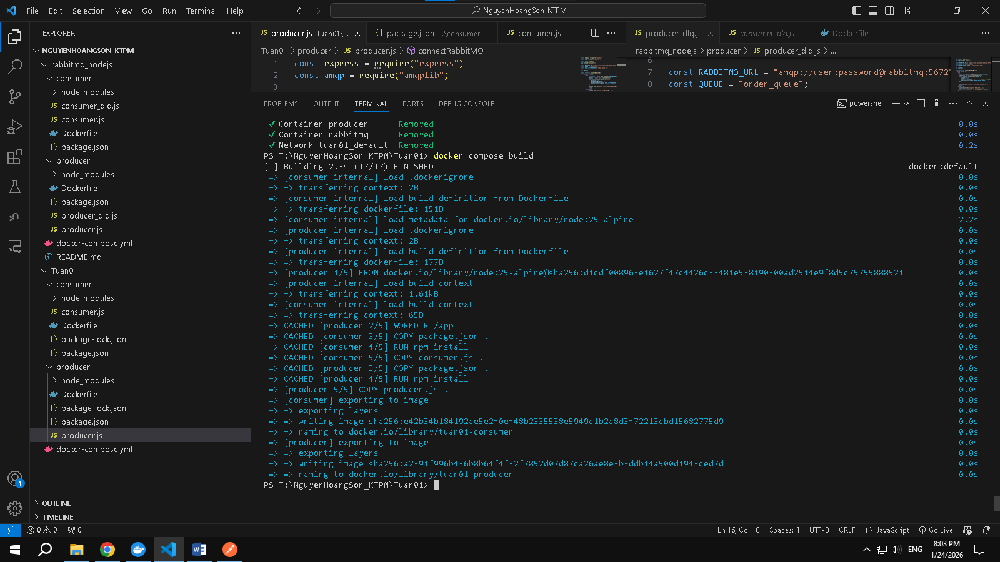 File Edit Selection View Go Run Terminal Help
NguyenHoangSon_KTPM
EXPLORER
NGUYENHOANGSON_KTPM
rabbitmq_nodejs
consumer
node_modules
JS consumer_dlq.js
JS consumer.js
Dockerfile
{} package.json
producer
node_modules
Dockerfile
{} package.json
JS producer_dlq.js
JS producer.js
docker-compose.yml
README.md
Tuan01
consumer
node_modules
JS consumer.js
Dockerfile
{} package-lock.json
{} package.json
producer
node_modules
Dockerfile
{} package-lock.json
{} package.json
JS producer.js
docker-compose.yml
OUTLINE
TIMELINE
JS producer.js Tuan01\... {} package.json ...\consumer JS consumer.js
Tuan01 > producer > JS producer.js > connectRabbitMQ
1 const express = require("express")
2 const amqp = require("amqplib")
3
JS producer_dlq.js JS consumer_dlq.js Dockerfile
rabbitmq_nodejs > producer > JS producer_dlq.js > ...
6
7 const RABBITMQ_URL = "amqp://user:password@rabbitmq:5672"
8 const QUEUE = "order_queue";
PROBLEMS OUTPUT TERMINAL PORTS DEBUG CONSOLE
powershell
✓ Container producer Removed 0.0s
✓ Container rabbitmq Removed 0.0s
✓ Network tuan01_default Removed 0.2s
PS T:\NguyenHoangSon_KTPM\Tuan01> docker compose build
[+] Building 2.3s (17/17) FINISHED docker:default
=> [consumer internal] load .dockerignore 0.0s
=> => transferring context: 2B 0.0s
=> [consumer internal] load build definition from Dockerfile 0.0s
=> => transferring dockerfile: 151B 0.0s
=> [consumer internal] load metadata for docker.io/library/node:25-alpine 2.2s
=> [producer internal] load .dockerignore 0.0s
=> => transferring context: 2B 0.0s
=> [producer internal] load build definition from Dockerfile 0.0s
=> => transferring dockerfile: 177B 0.0s
=> [producer 1/5] FROM docker.io/library/node:25-alpine@sha256:d1cdf008963e1627f47c4426c33481e538190300ad2514e9f8d5c75755888521 0.0s
=> [producer internal] load build context 0.0s
=> => transferring context: 1.61kB 0.0s
=> [consumer internal] load build context 0.0s
=> => transferring context: 65B 0.0s
=> CACHED [producer 2/5] WORKDIR /app 0.0s
=> CACHED [consumer 3/5] COPY package.json . 0.0s
=> CACHED [consumer 4/5] RUN npm install 0.0s
=> CACHED [consumer 5/5] COPY consumer.js . 0.0s
=> CACHED [producer 3/5] COPY package.json . 0.0s
=> CACHED [producer 4/5] RUN npm install 0.0s
=> [producer 5/5] COPY producer.js . 0.0s
=> [consumer] exporting to image 0.0s
=> => exporting layers 0.0s
=> => writing image sha256:e42b34b184192ae5e2f0ef48b2335538e5949c1b2a8d3f72213cbd15682775d9 0.0s
=> => naming to docker.io/library/tuan01-consumer 0.0s
=> [producer] exporting to image 0.0s
=> => exporting layers 0.0s
=> => writing image sha256:a2391f996b436b8b64f4f32f7852d07d87ca26ae8e3b3ddb14a500d1943ced7d 0.0s
=> => naming to docker.io/library/tuan01-producer 0.0s
PS T:\NguyenHoangSon_KTPM\Tuan01>
0 0 0
Ln 16, Col 18 Spaces: 4 UTF-8 CRLF {} JavaScript Go Live
1
ENG
8:03 PM
1/24/2026